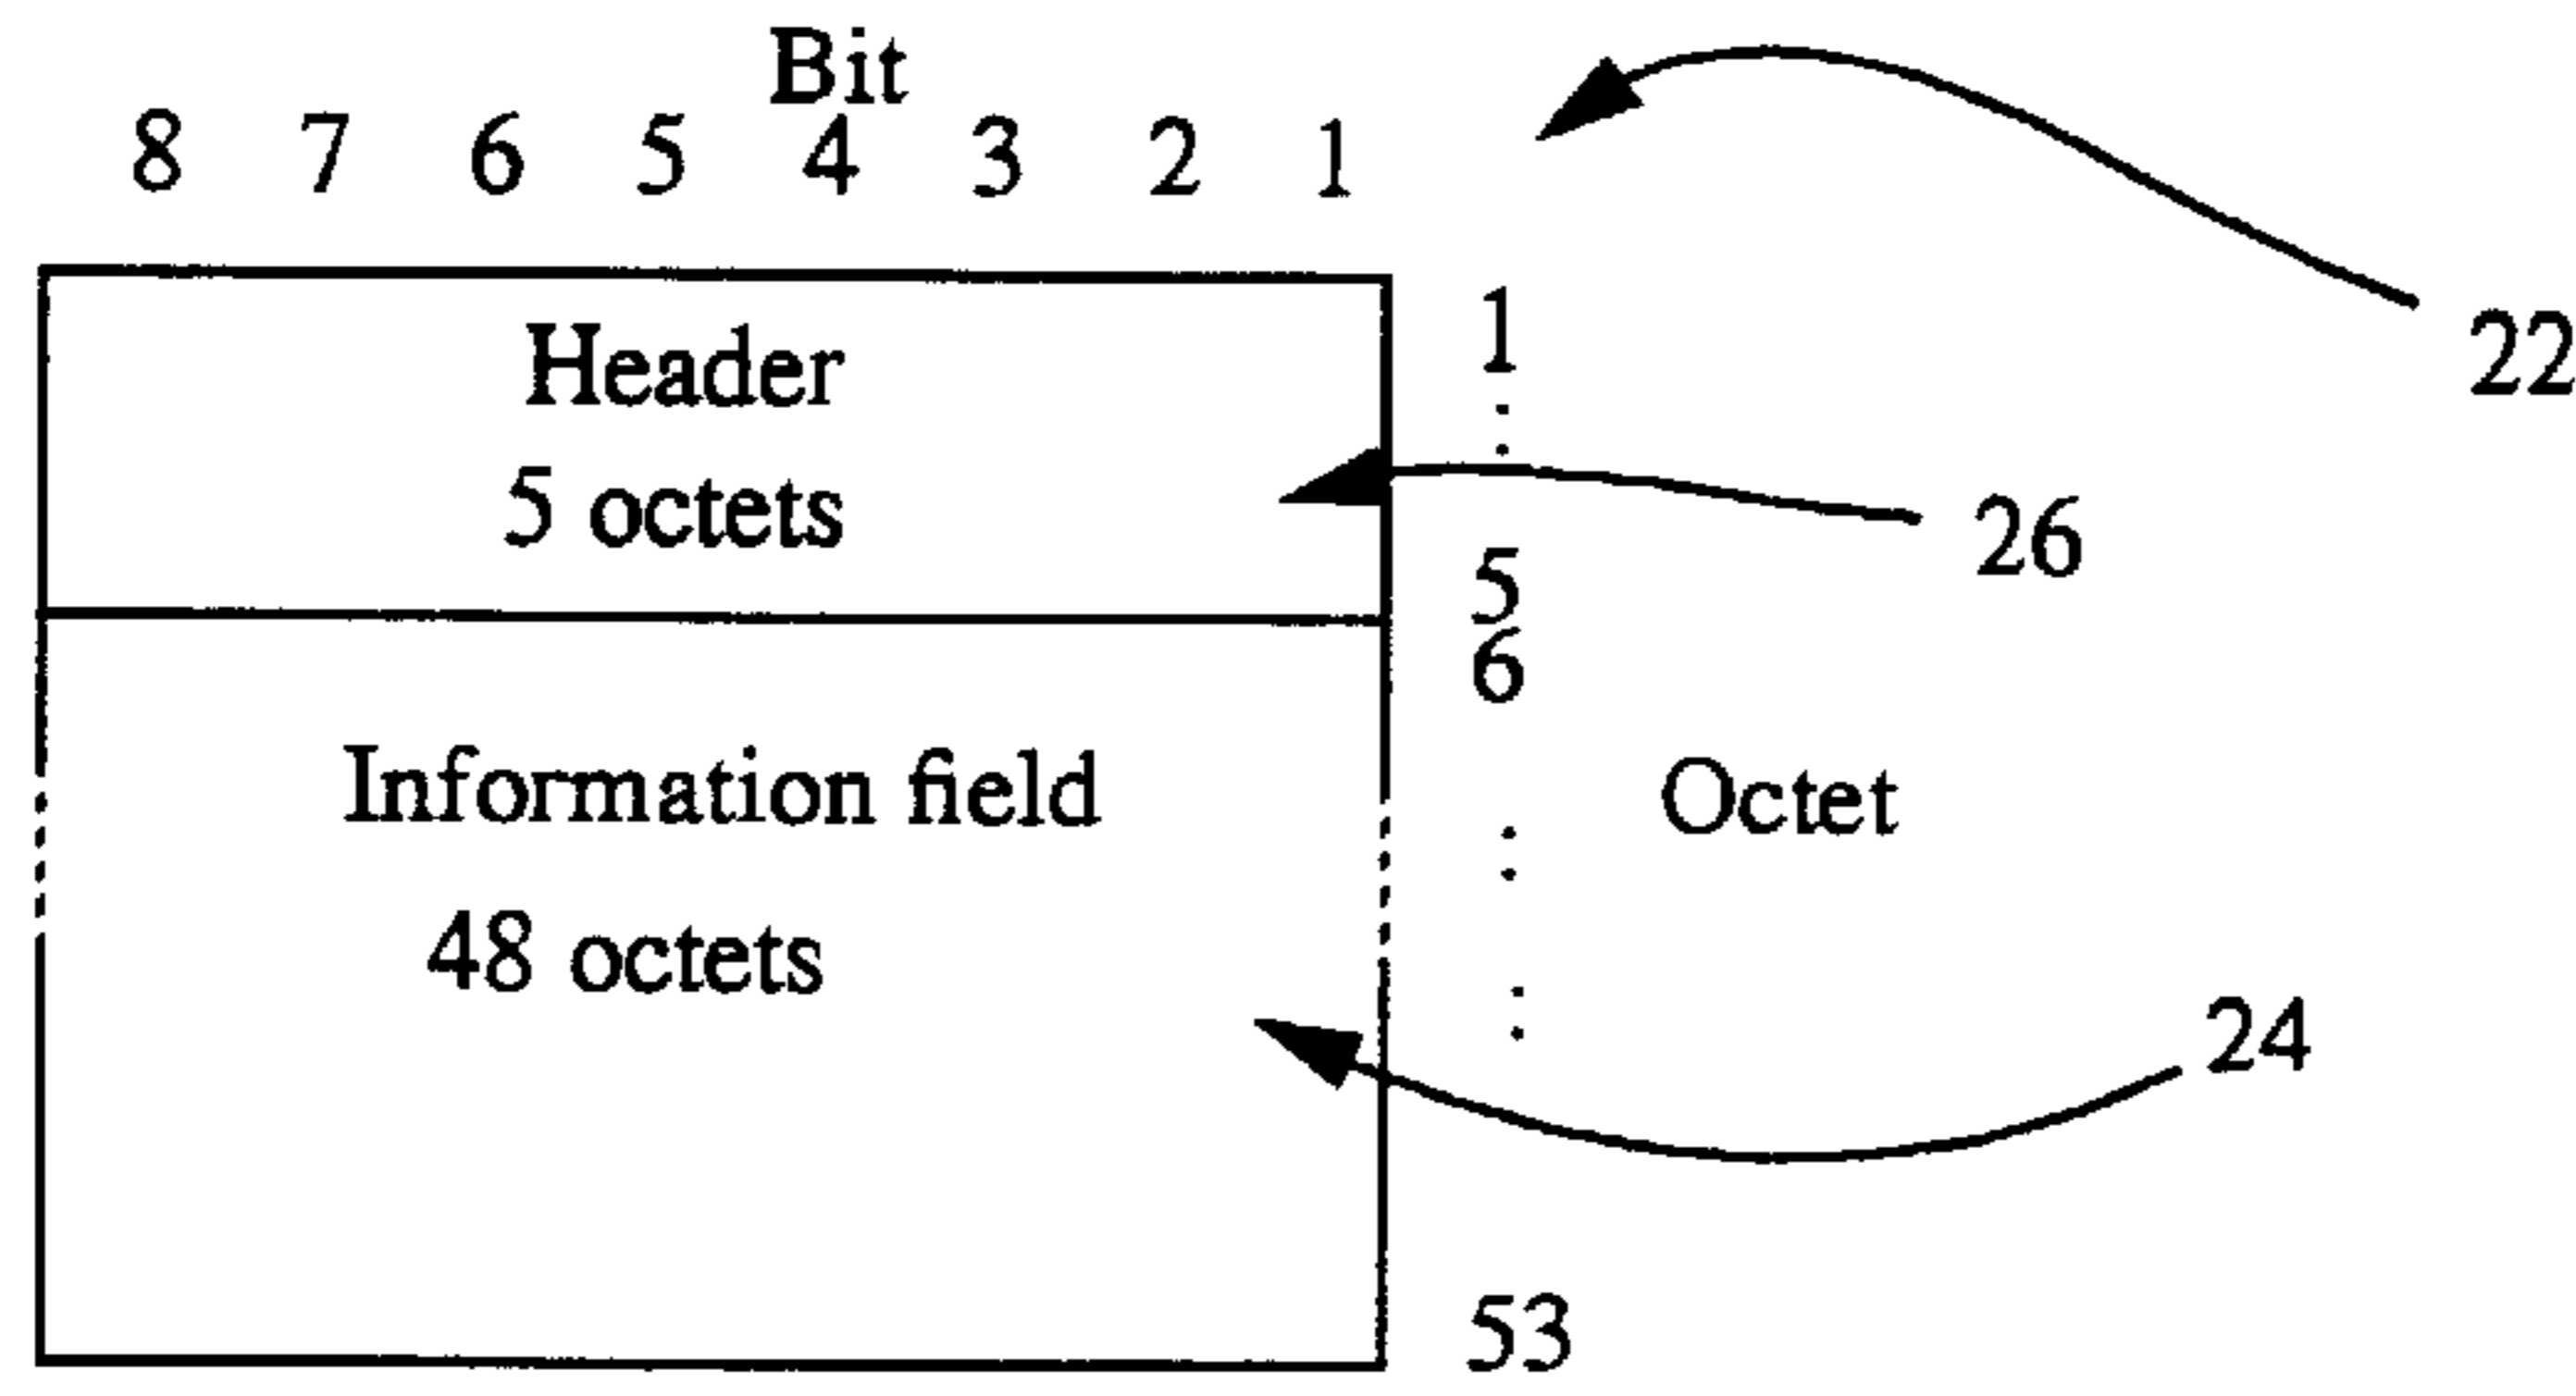 Bit
8 7 6 5 4 3 2 1
1
22
Header
5 octets
26
5
6
Information field
Octet
48 octets
24
53